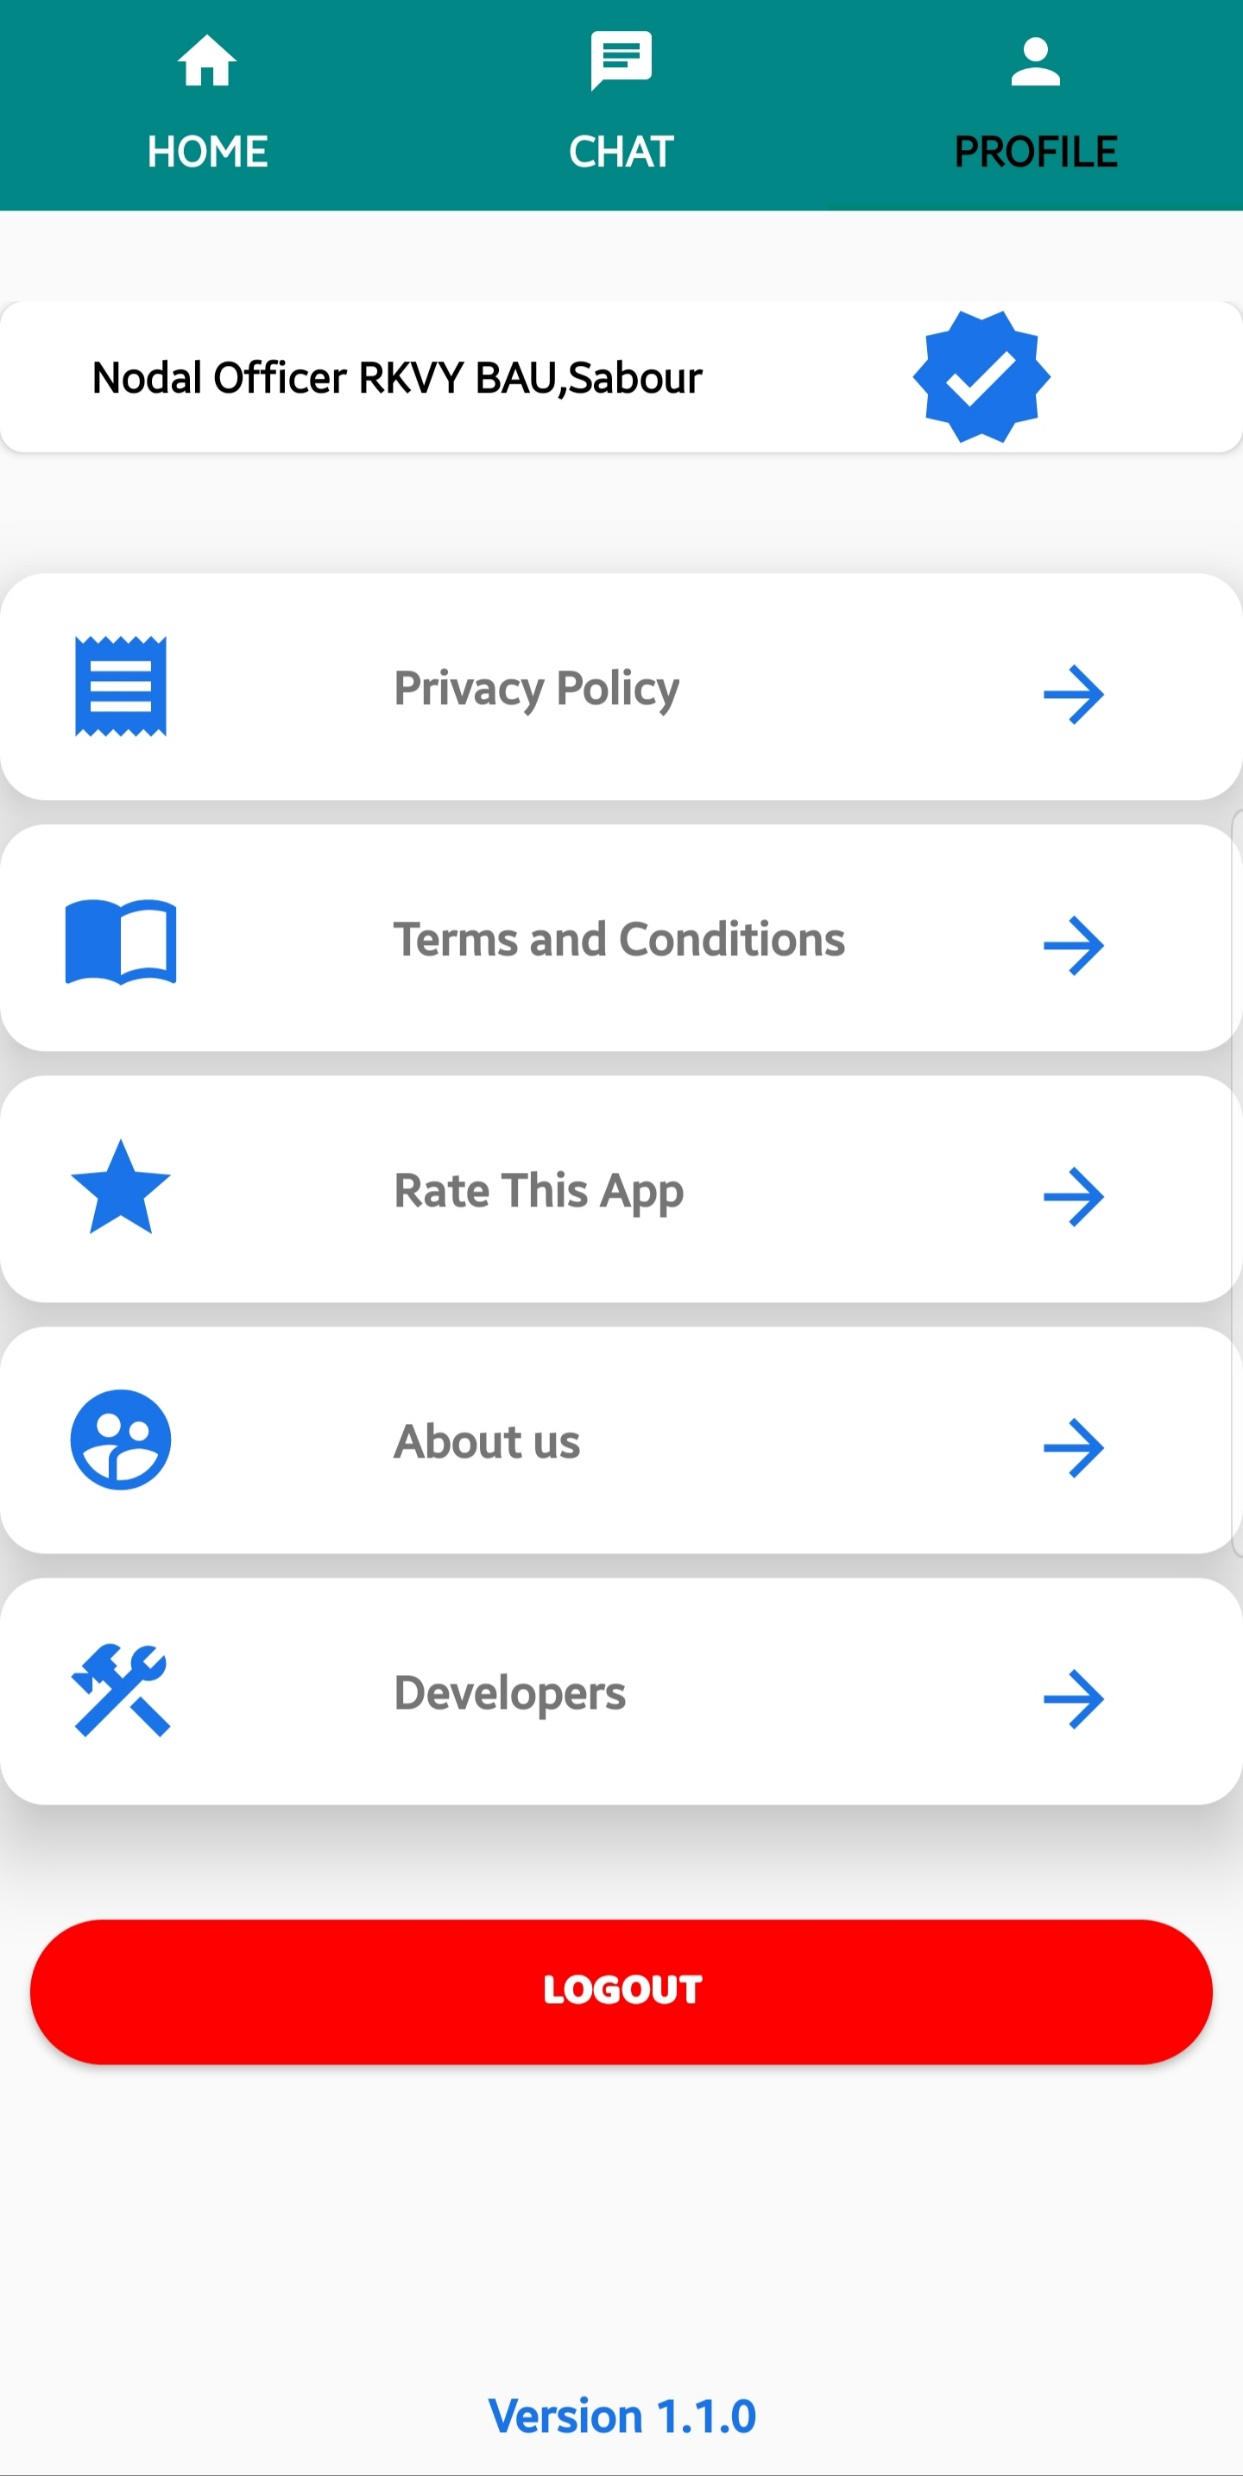 HOME
CHAT
PROFILE
Nodal Officer RKVY BAU,Sabour
Privacy Policy
Terms and Conditions
Rate This App
About us
Developers
LOGOUT
Version 1.1.0